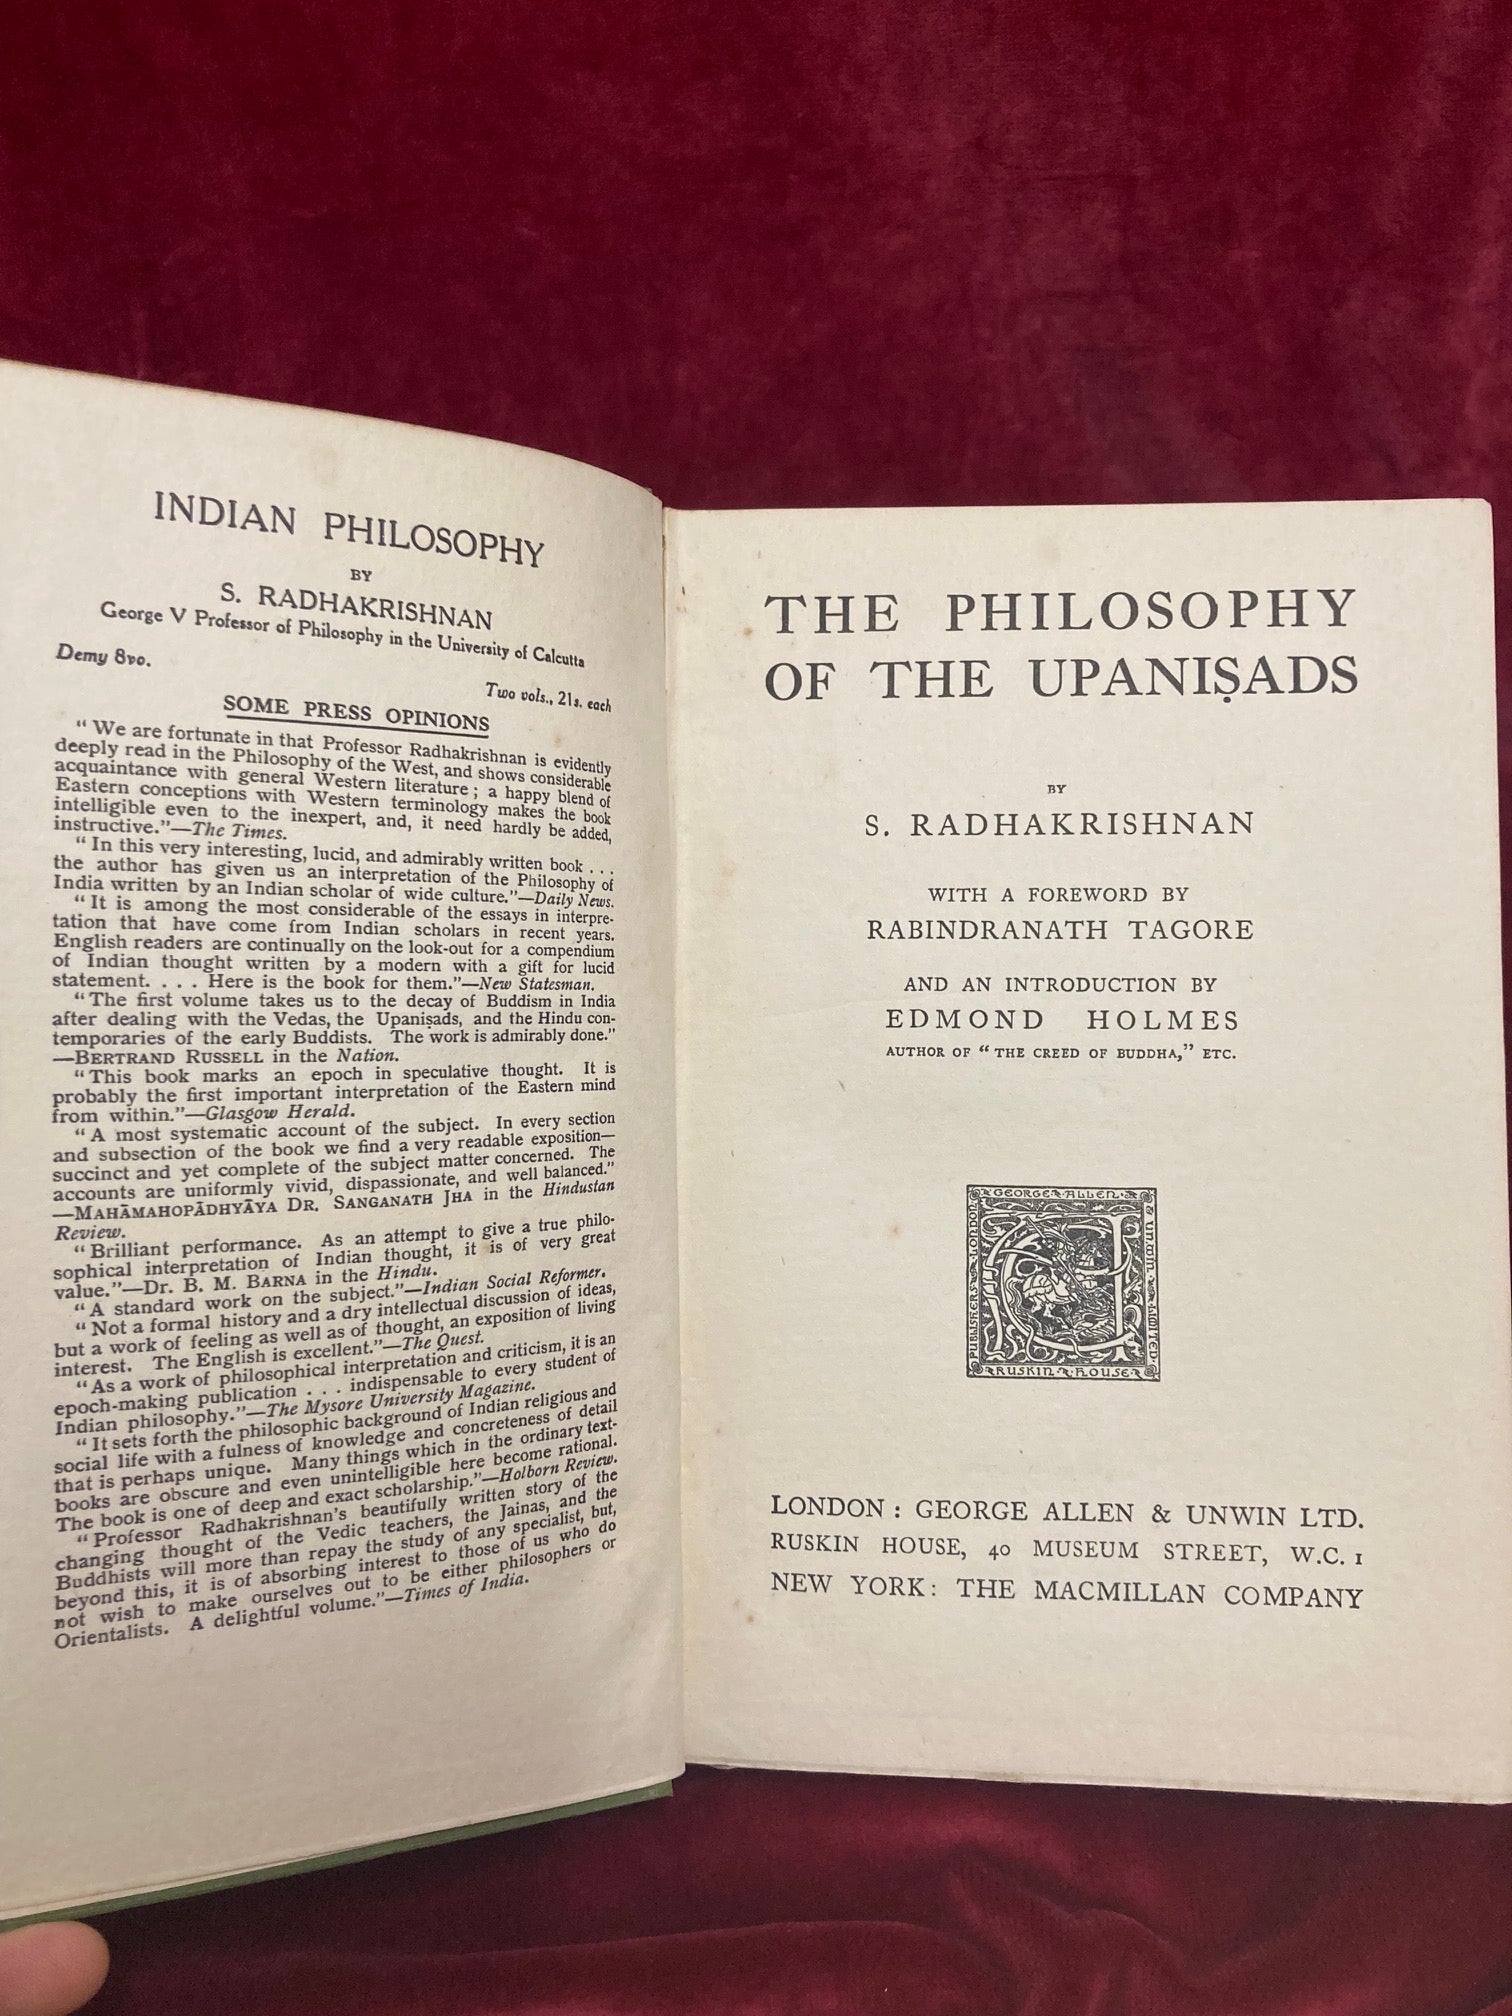 INDIAN PHILOSOPHY
BY
S. RADHAKRISHNAN
George V Professor of Philosophy in the University of Calcutta
Demy 8vo.
Two vols., 21s. each
SOME PRESS OPINIONS
“ We are fortunate in that Professor Radhakrishnan is evidently
deeply read in the Philosophy of the West, and shows considerable
acquaintance with general Western literature ; a happy blend of
Eastern conceptions with Western terminology makes the book
intelligible even to the inexpert, and, it need hardly be added,
instructive.”—The Times.
“ In this very interesting, lucid, and admirably written book . . .
the author has given us an interpretation of the Philosophy of
India written by an Indian scholar of wide culture.”—Daily News.
“ It is among the most considerable of the essays in interpre-
tation that have come from Indian scholars in recent years.
English readers are continually on the look-out for a compendium
of Indian thought written by a modern with a gift for lucid
statement. . . . Here is the book for them.”—New Statesman.
“ The first volume takes us to the decay of Buddism in India
after dealing with the Vedas, the Upaniṣads, and the Hindu con-
temporaries of the early Buddists. The work is admirably done.”
—BERTRAND RUSSELL in the Nation.
“ This book marks an epoch in speculative thought. It is
probably the first important interpretation of the Eastern mind
from within.”—Glasgow Herald.
“ A most systematic account of the subject. In every section
and subsection of the book we find a very readable exposition—
succinct and yet complete of the subject matter concerned. The
accounts are uniformly vivid, dispassionate, and well balanced.”
—MAHĀMAHOPĀDHYĀYA DR. SANGANATH JHA in the Hindustan
Review.
“ Brilliant performance. As an attempt to give a true philo-
sophical interpretation of Indian thought, it is of very great
value.”—Dr. B. M. BARNA in the Hindu.
“ A standard work on the subject.”—Indian Social Reformer.
“ Not a formal history and a dry intellectual discussion of ideas,
but a work of feeling as well as of thought, an exposition of living
interest. The English is excellent.”—The Quest.
“ As a work of philosophical interpretation and criticism, it is an
epoch-making publication . . . indispensable to every student of
Indian philosophy.”—The Mysore University Magazine.
“ It sets forth the philosophic background of Indian religious and
social life with a fulness of knowledge and concreteness of detail
that is perhaps unique. Many things which in the ordinary text-
books are obscure and even unintelligible here become rational.
The book is one of deep and exact scholarship.”—Holborn Review.
“ Professor Radhakrishnan's beautifully written story of the
changing thought of the Vedic teachers, the Jainas, and the
Buddhists will more than repay the study of any specialist, but,
beyond this, it is of absorbing interest to those of us who do
not wish to make ourselves out to be either philosophers or
Orientalists. A delightful volume.”—Times of India.
THE PHILOSOPHY
OF THE UPANIṢADS
BY
S. RADHAKRISHNAN
WITH A FOREWORD BY
RABINDRANATH TAGORE
AND AN INTRODUCTION BY
EDMOND HOLMES
AUTHOR OF “ THE CREED OF BUDDHA,” ETC.
GEORGE ALLEN
& UNWIN LIMITED
PUBLISHERS LONDON
RUSKIN HOUSE
LONDON : GEORGE ALLEN & UNWIN LTD.
RUSKIN HOUSE, 40 MUSEUM STREET, W.C. 1
NEW YORK: THE MACMILLAN COMPANY